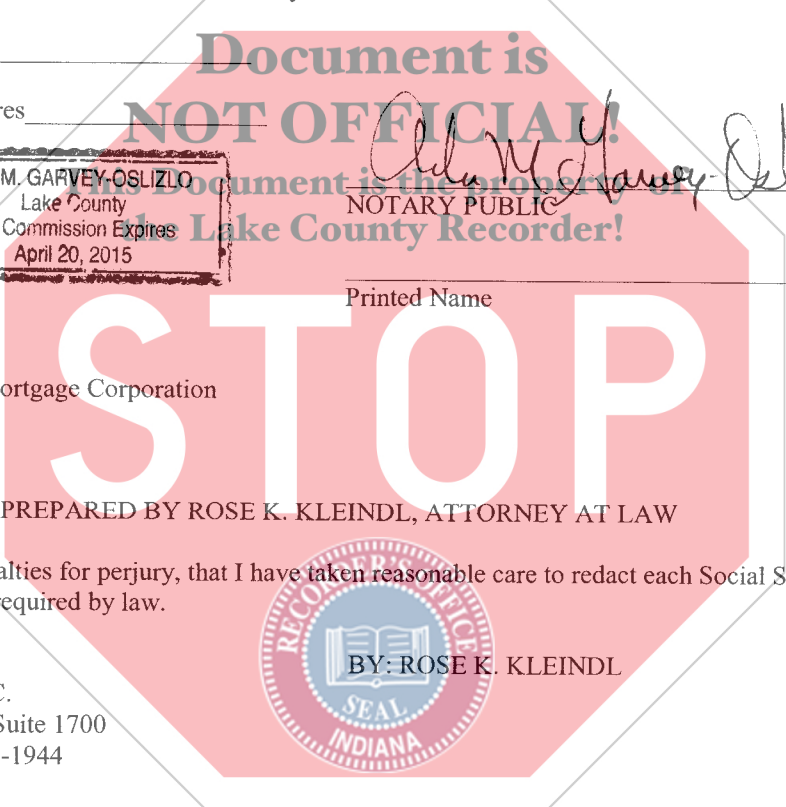 Document is
res
NOT OFFICIAL!
M. GARVEY-OSLIZLO
Lake County
Commission Expires
April 20, 2015
This Document is the property of
NOTARY PUBLIC
the Lake County Recorder!
Printed Name
STOP
ortgage Corporation
PREPARED BY ROSE K. KLEINDL, ATTORNEY AT LAW
alties for perjury, that I have taken reasonable care to redact each Social S
required by law.
RECORDER'S OFFICE
SEAL
INDIANA
BY: ROSE K. KLEINDL
C.
Suite 1700
-1944